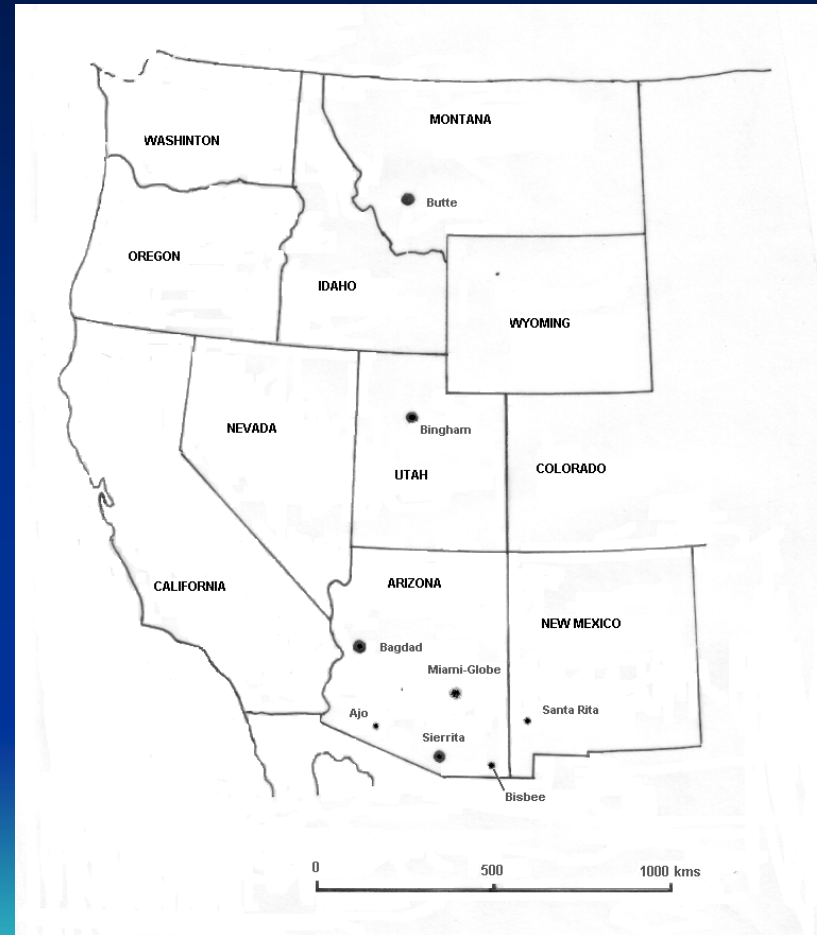 WASHINTON
MONTANA
Butte
OREGON
IDAHO
WYOMING
NEVADA
Bingham
UTAH
COLORADO
CALIFORNIA
ARIZONA
NEW MEXICO
Bagdad
Miami-Globe
Ajo
Santa Rita
Sierrita
Bisbee
0 500 1000 kms